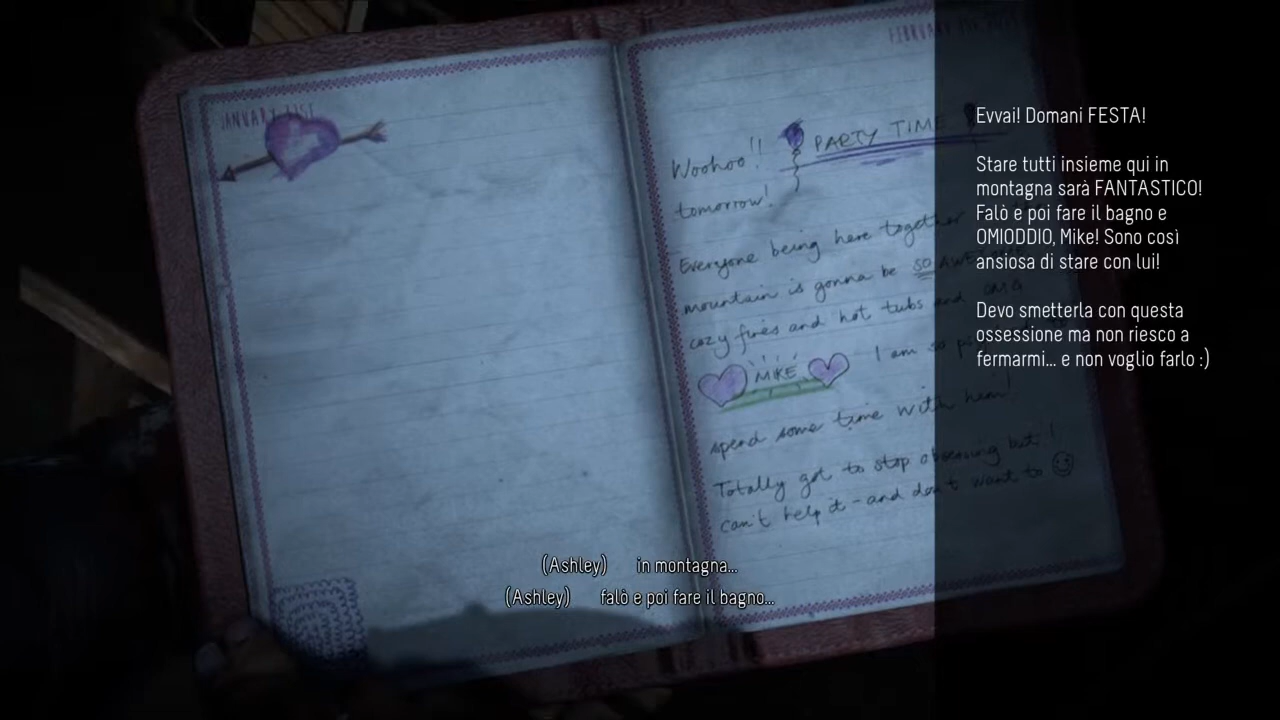 JANUARY 31ST
FEBRUARY 1ST
Woohoo!! PARTY TIME
tomorrow!
Everyone being here together
mountain is gonna be SO AWESOME
cozy fires and hot tubs and OMG
MIKE I am so
spend some time with him!
Totally got to stop obsessing but I
can't help it - and don't want to
Evvai! Domani FESTA!
Stare tutti insieme qui in
montagna sarà FANTASTICO!
Falò e poi fare il bagno e
OMIODDIO, Mike! Sono così
ansiosa di stare con lui!
Devo smetterla con questa
ossessione ma non riesco a
fermarmi... e non voglio farlo :)
(Ashley) in montagna...
(Ashley) falò e poi fare il bagno...